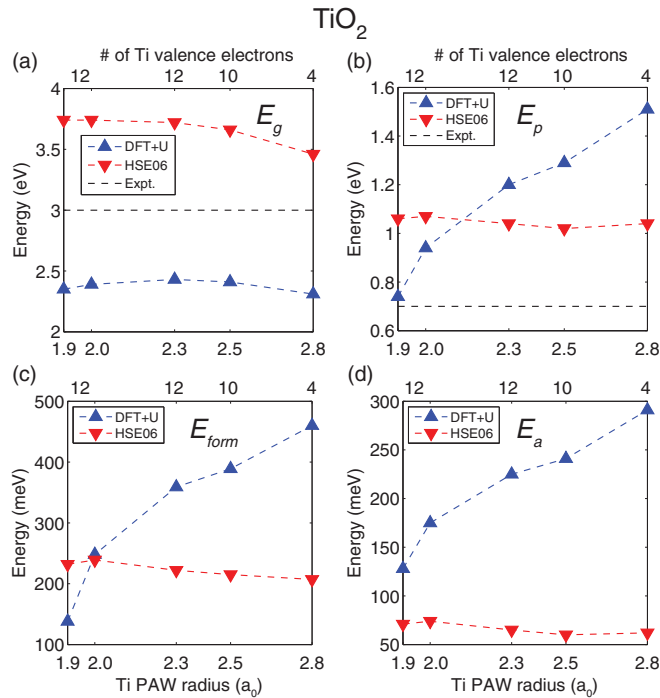 TiO2
# of Ti valence electrons
(a)
12 12 10 4
Eg
DFT+U
HSE06
Expt.
Energy (eV)
4
3.5
3
2.5
2
1.9 2.0 2.3 2.5 2.8
# of Ti valence electrons
(b)
12 12 10 4
Ep
DFT+U
HSE06
Expt.
Energy (eV)
1.6
1.4
1.2
1
0.8
0.6
1.9 2.0 2.3 2.5 2.8
(c)
12 12 10 4
Eform
DFT+U
HSE06
Energy (meV)
500
400
300
200
100
1.9 2.0 2.3 2.5 2.8
Ti PAW radius (a0)
(d)
12 12 10 4
Ea
DFT+U
HSE06
Energy (meV)
300
250
200
150
100
50
1.9 2.0 2.3 2.5 2.8
Ti PAW radius (a0)